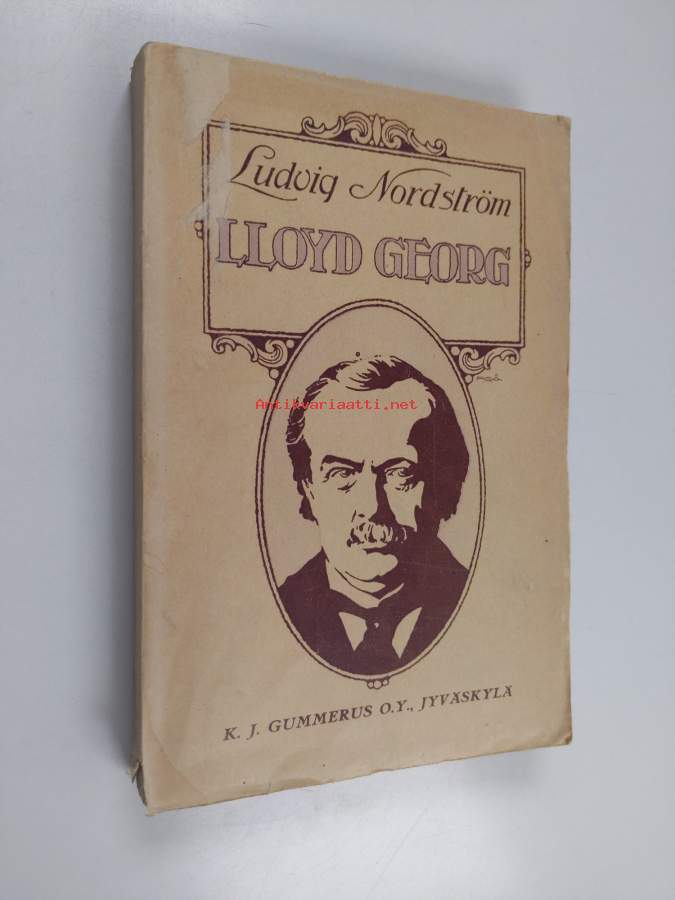 Ludvig Nordström
LLOYD GEORG
Antikvariaatti.net
K. J. GUMMERUS O.Y., JYVÄSKYLÄ